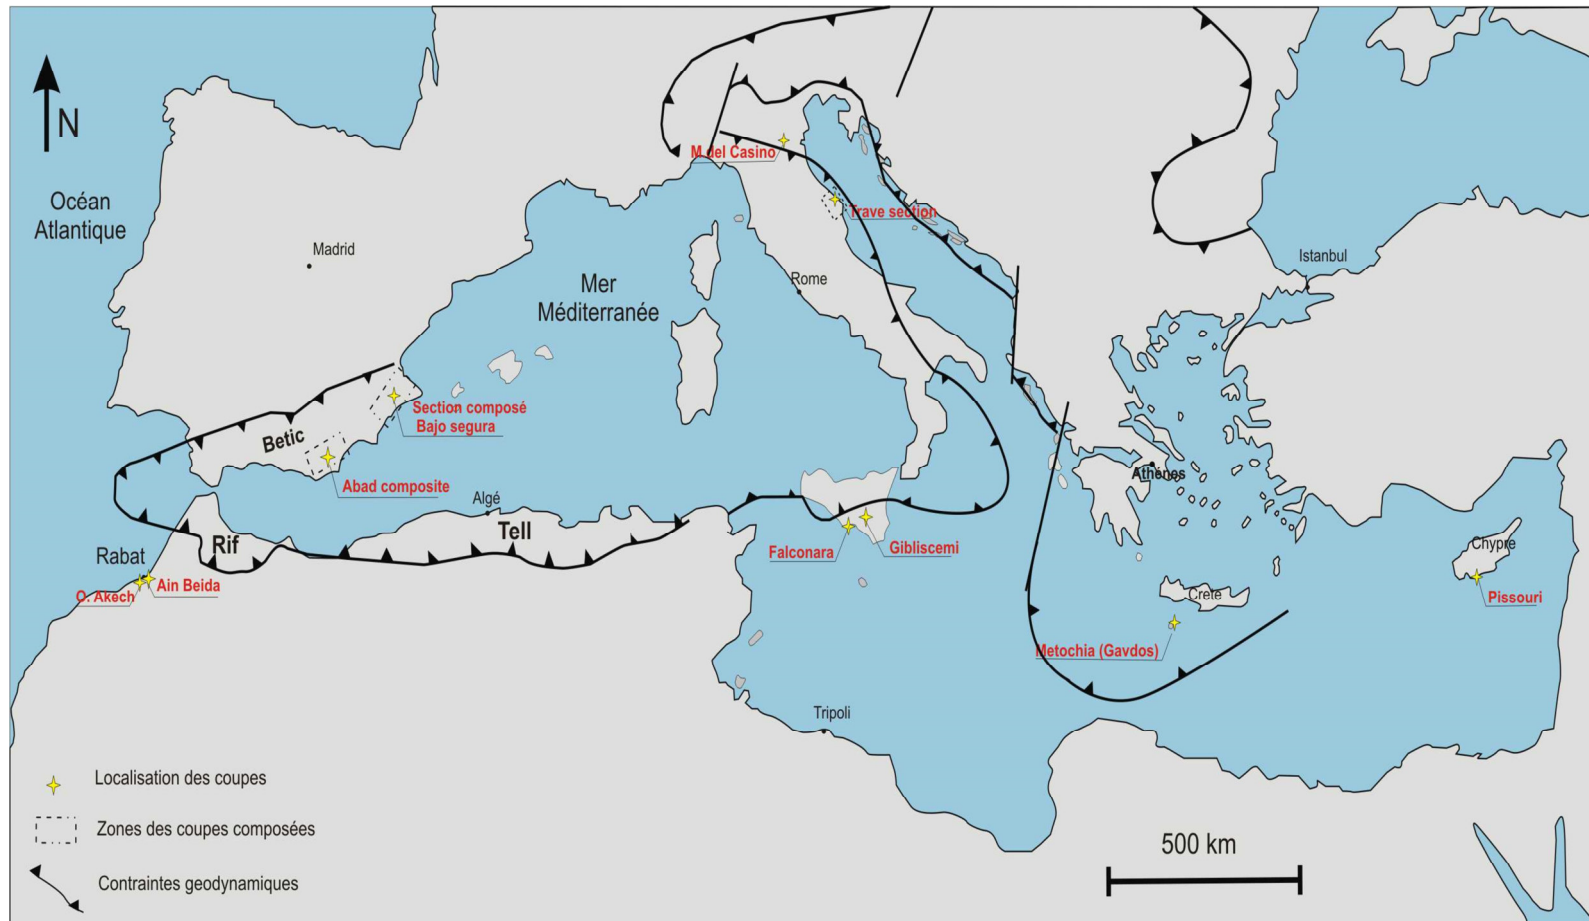 N
Océan
Atlantique
Madrid
Mer
Méditerranée
M del Casino
Trave section
Rome
Istanbul
Section composé
Bajo segura
Betic
Abad composite
Algé
Tell
Rif
Rabat
O. Akech
Ain Beida
Falconara
Gibliscemi
Athénes
Chypre
Pissouri
Crete
Metochia (Gavdos)
Tripoli
Localisation des coupes
Zones des coupes composées
Contraintes geodynamiques
500 km